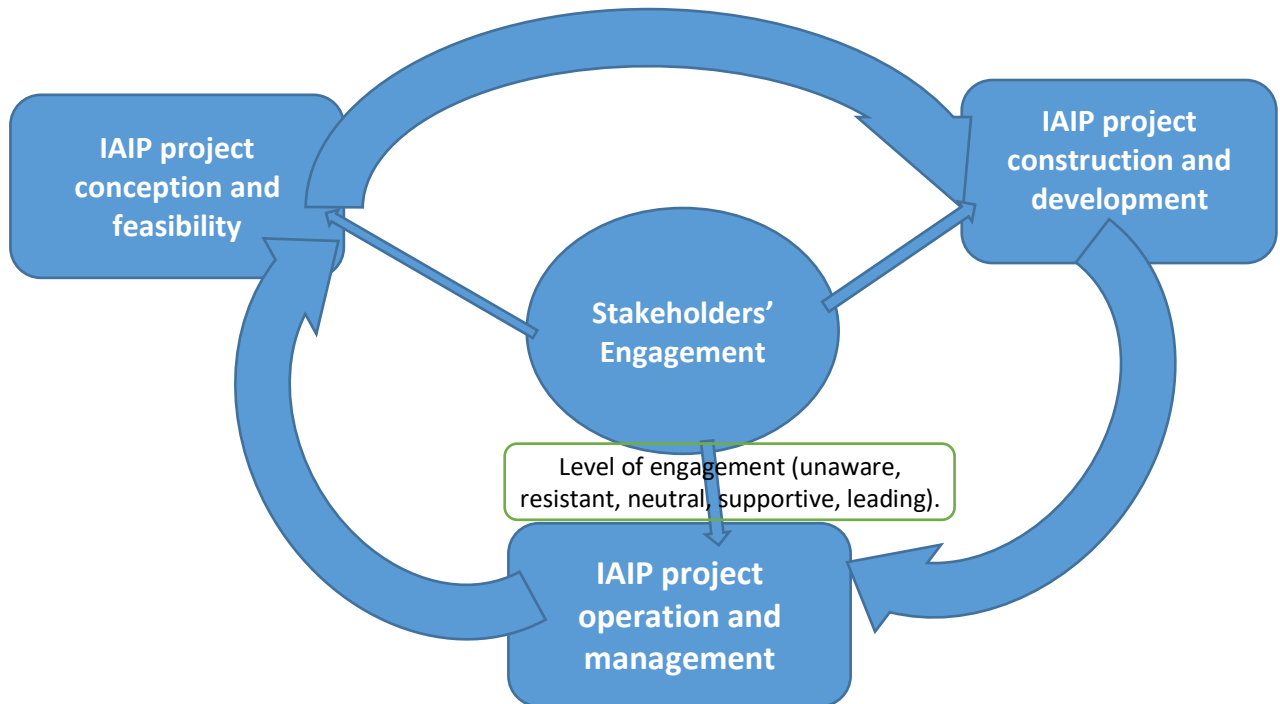 IAIP project
conception and
feasibility
IAIP project
construction and
development
Stakeholders’
Engagement
Level of engagement (unaware,
resistant, neutral, supportive, leading).
IAIP project
operation and
management